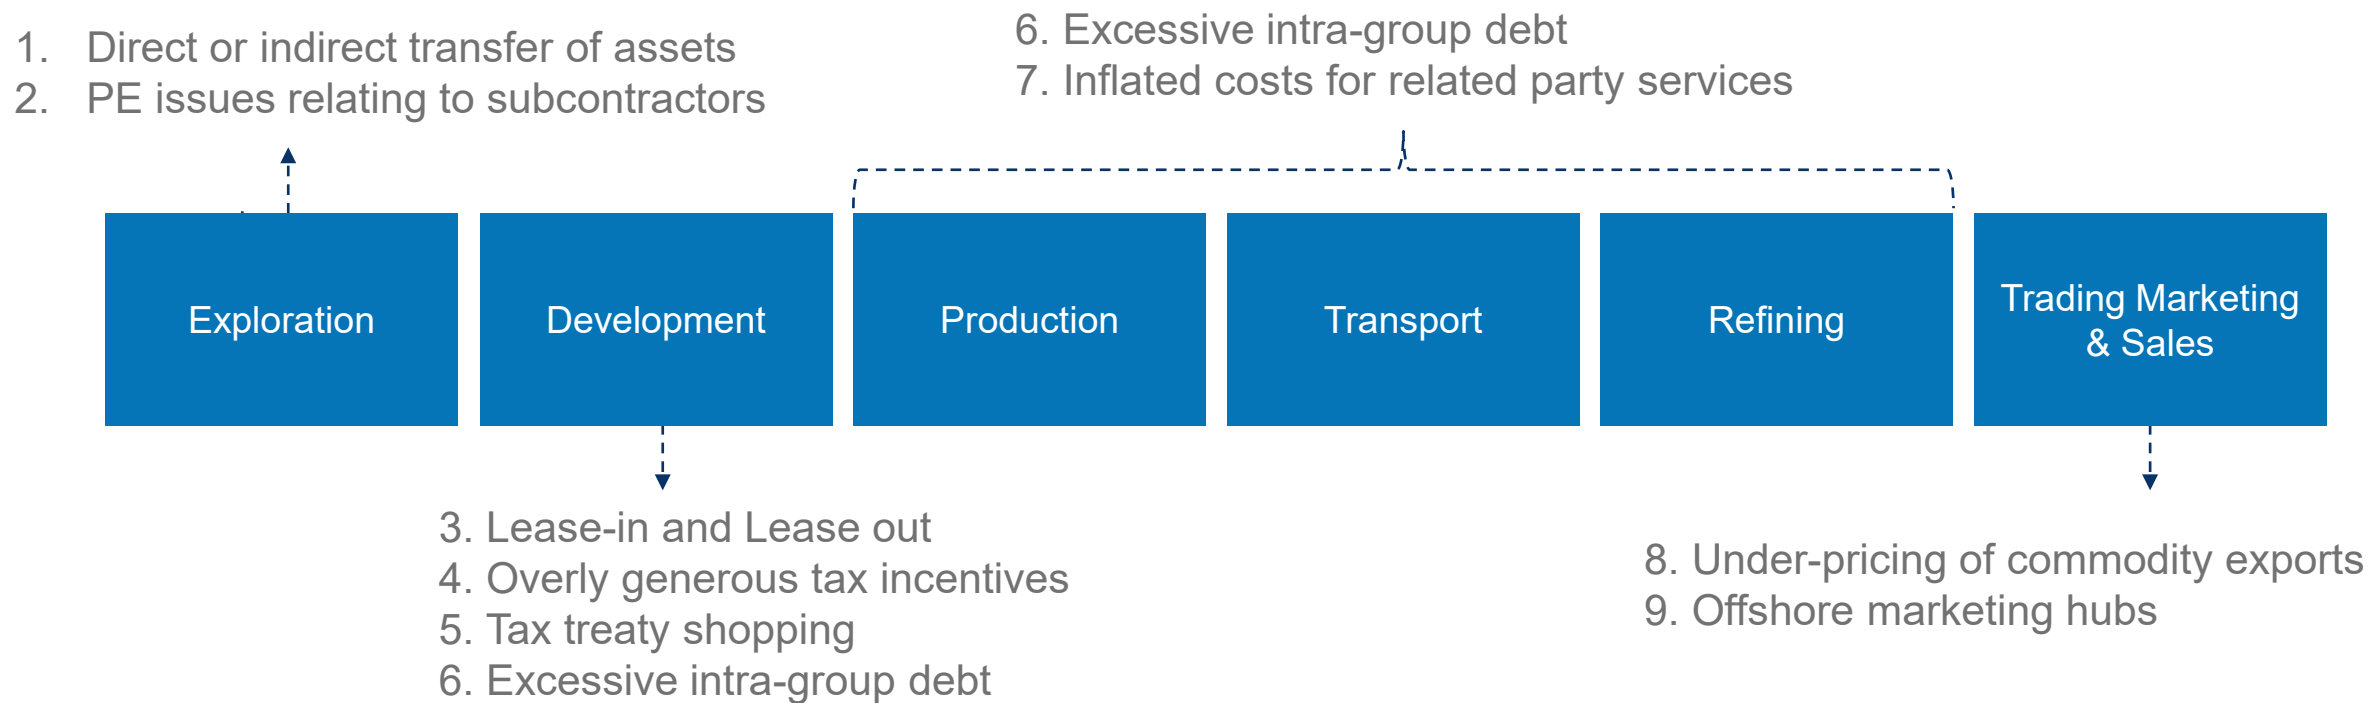 1. Direct or indirect transfer of assets
2. PE issues relating to subcontractors
6. Excessive intra-group debt
7. Inflated costs for related party services
Exploration
Development
Production
Transport
Refining
Trading Marketing
& Sales
3. Lease-in and Lease out
4. Overly generous tax incentives
5. Tax treaty shopping
6. Excessive intra-group debt
8. Under-pricing of commodity exports
9. Offshore marketing hubs